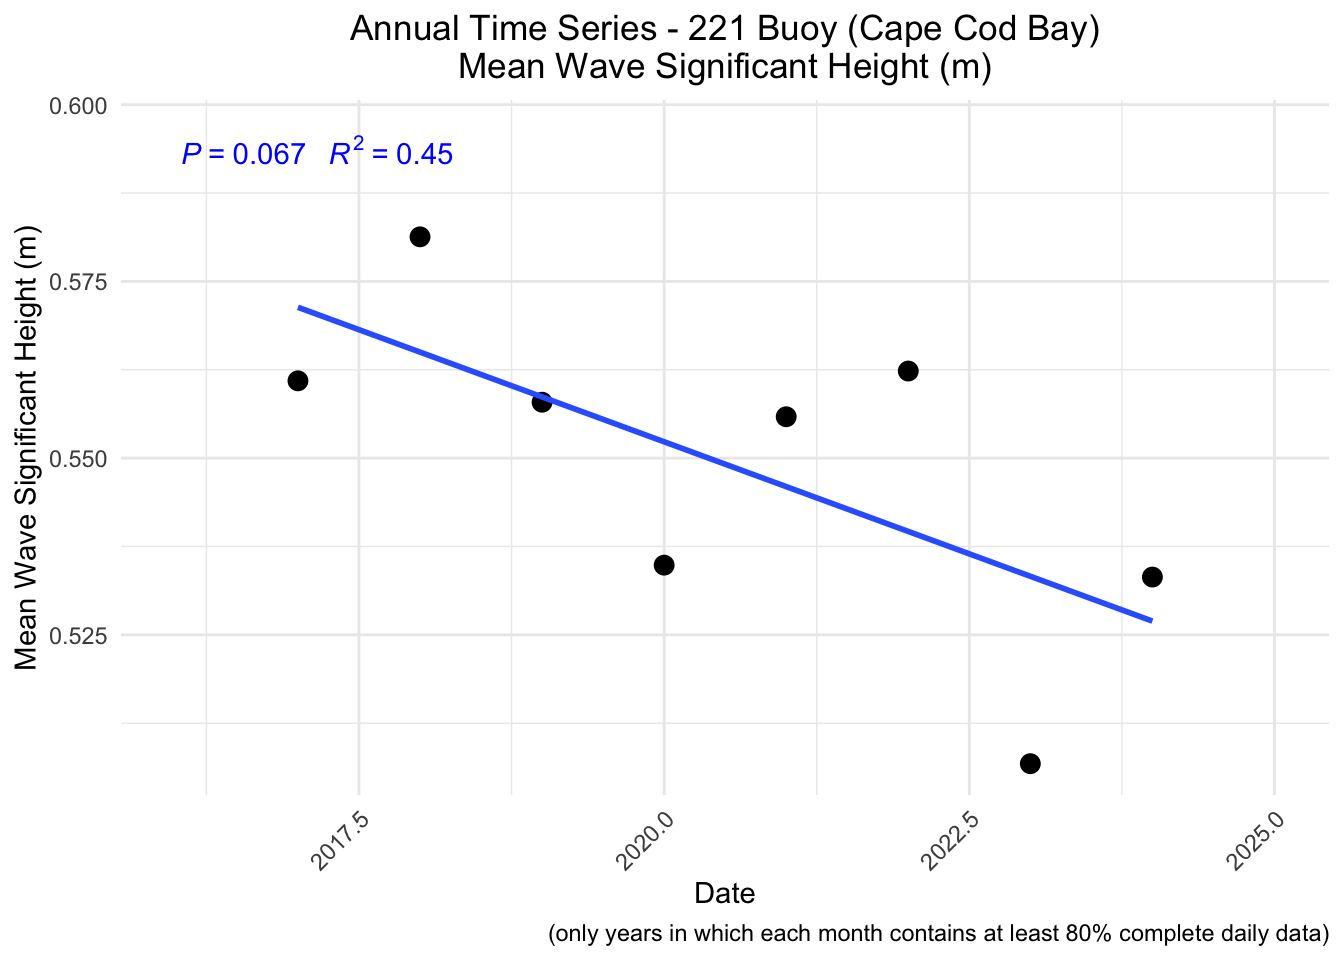 Annual Time Series - 221 Buoy (Cape Cod Bay)
Mean Wave Significant Height (m)
P = 0.067 R² = 0.45
Mean Wave Significant Height (m)
0.600
0.575
0.550
0.525
2017.5
2020.0
2022.5
2025.0
Date
(only years in which each month contains at least 80% complete daily data)